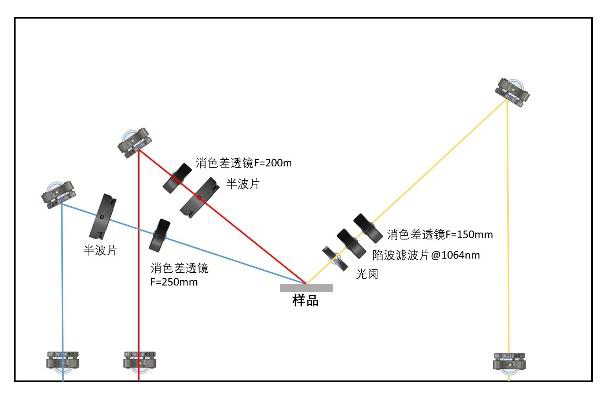 消色差透镜F=200m
半波片
半波片
消色差透镜
F=250mm
消色差透镜F=150mm
陷波滤波片@1064nm
光阑
样品